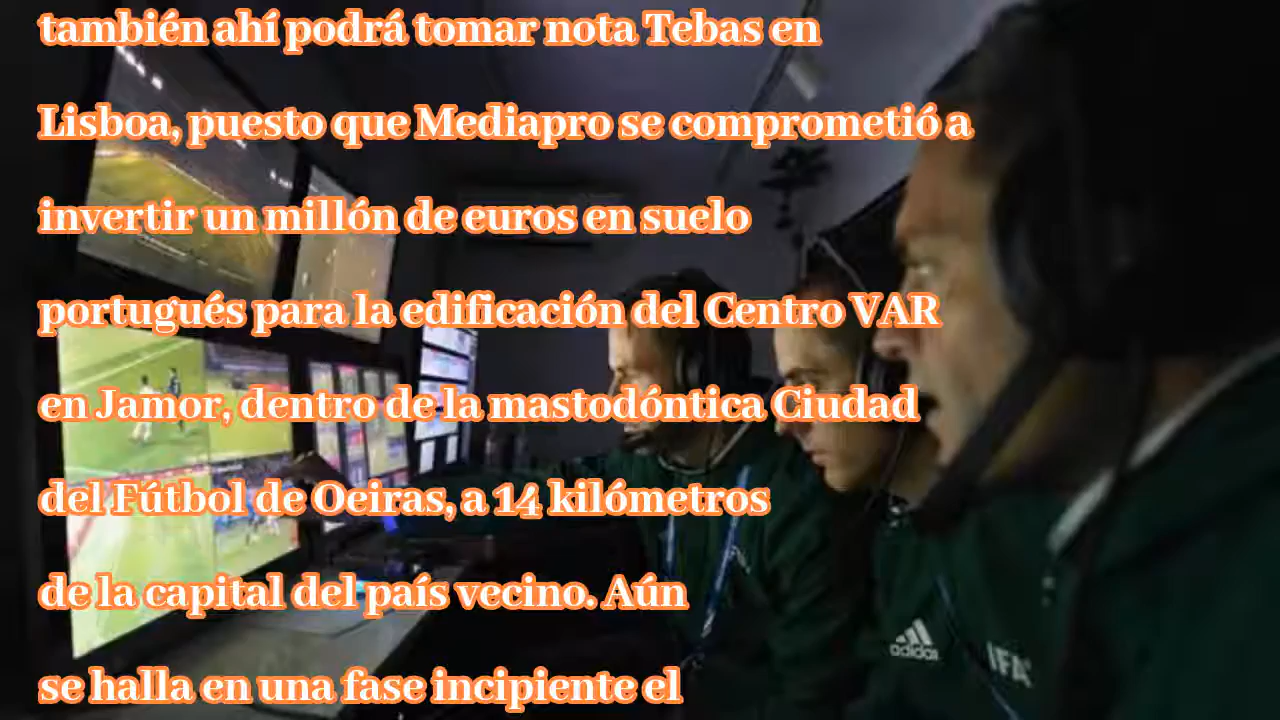 también ahí podrá tomar nota Tebas en
Lisboa, puesto que Mediapro se comprometió a
invertir un millón de euros en suelo
portugués para la edificación del Centro VAR
en Jamor, dentro de la mastodóntica Ciudad
del Fútbol de Oeiras, a 14 kilómetros
de la capital del país vecino. Aún
se halla en una fase incipiente el
adidas
FIFA